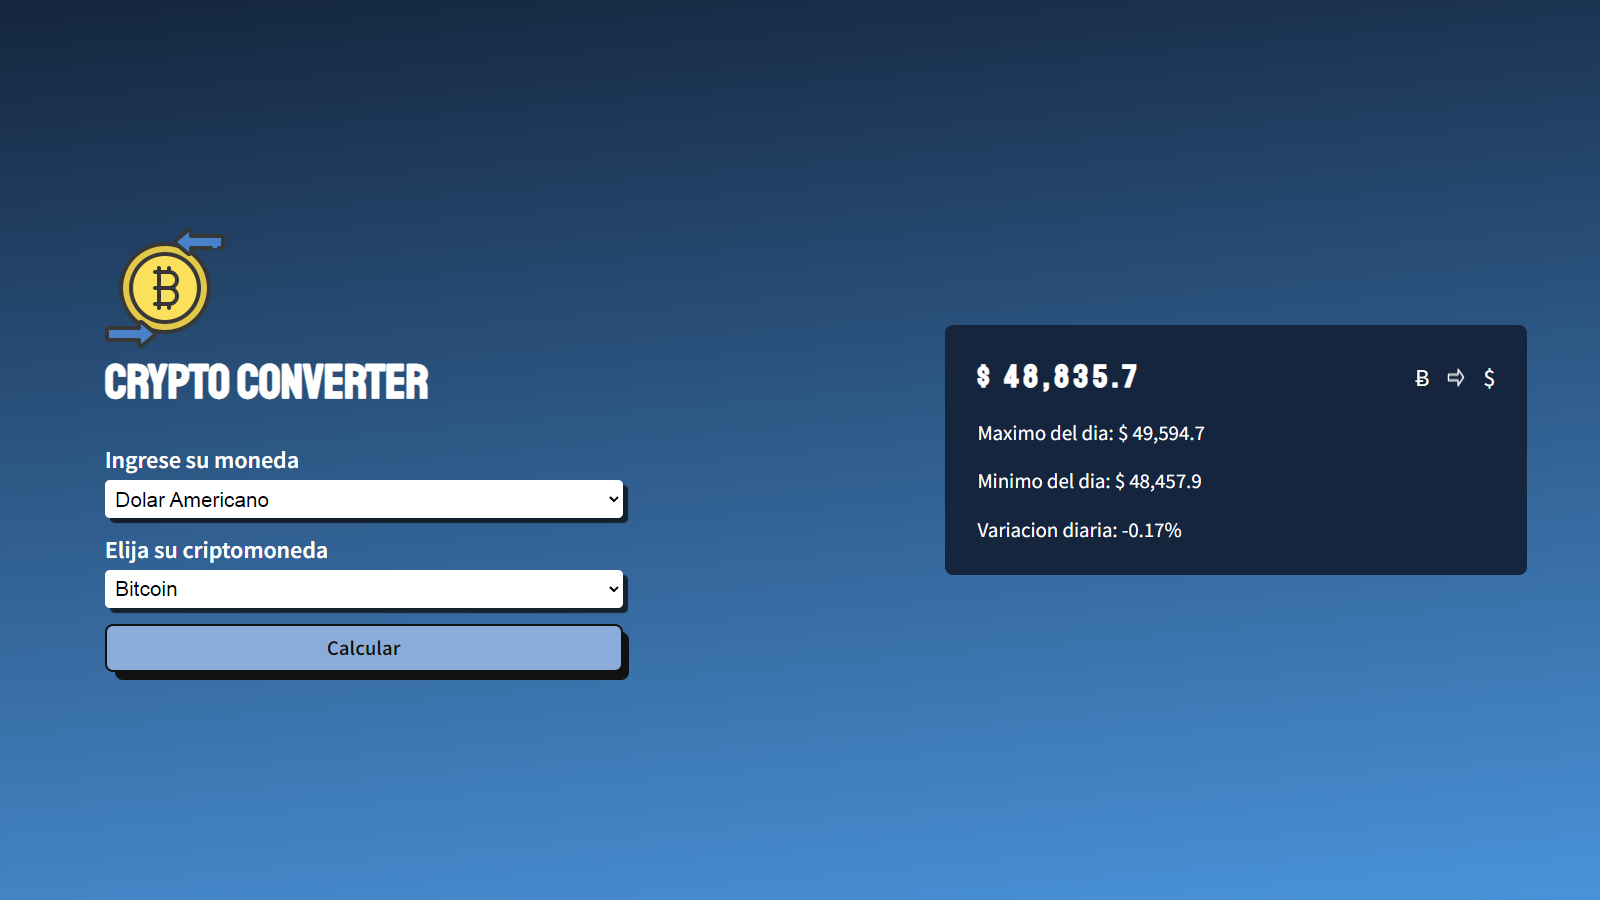 CRYPTO CONVERTER
Ingrese su moneda
Dolar Americano
Elija su criptomoneda
Bitcoin
Calcular
$ 48,835.7
Ƀ ⇨ $
Maximo del dia: $ 49,594.7
Minimo del dia: $ 48,457.9
Variacion diaria: -0.17%